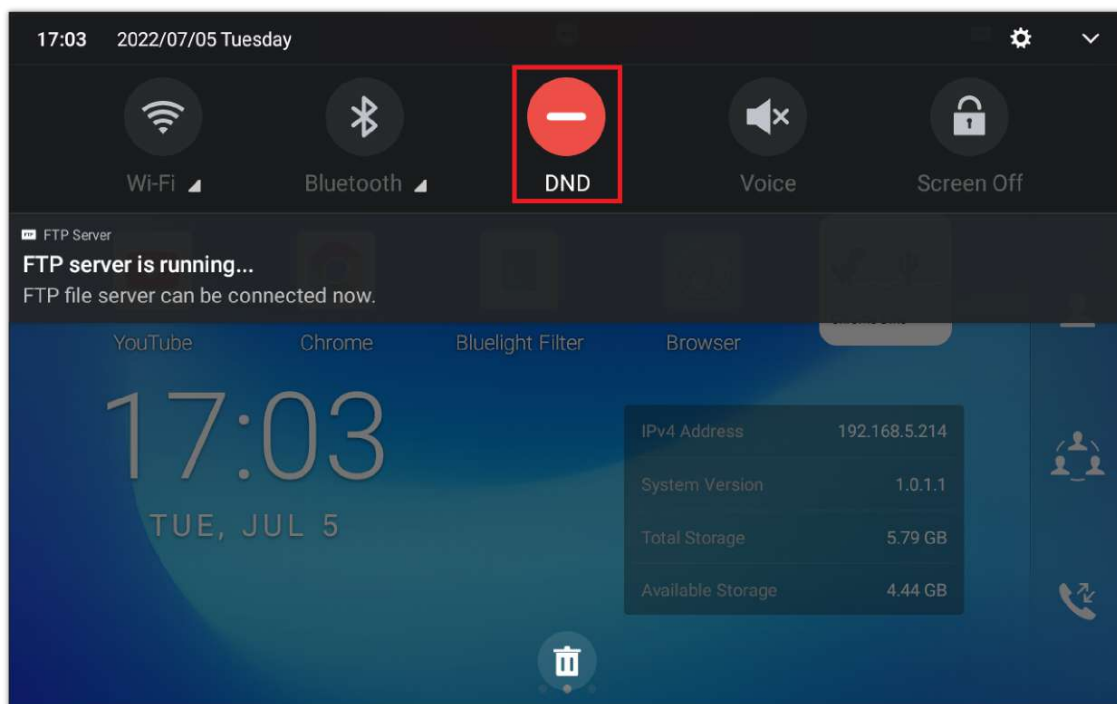 17:03 2022/07/05 Tuesday
Wi-Fi Bluetooth DND Voice Screen Off
FTP Server
FTP server is running...
FTP file server can be connected now.
YouTube Chrome Bluelight Filter Browser
17:03
TUE, JUL 5
IPv4 Address 192.168.5.214
System Version 1.0.1.1
Total Storage 5.79 GB
Available Storage 4.44 GB